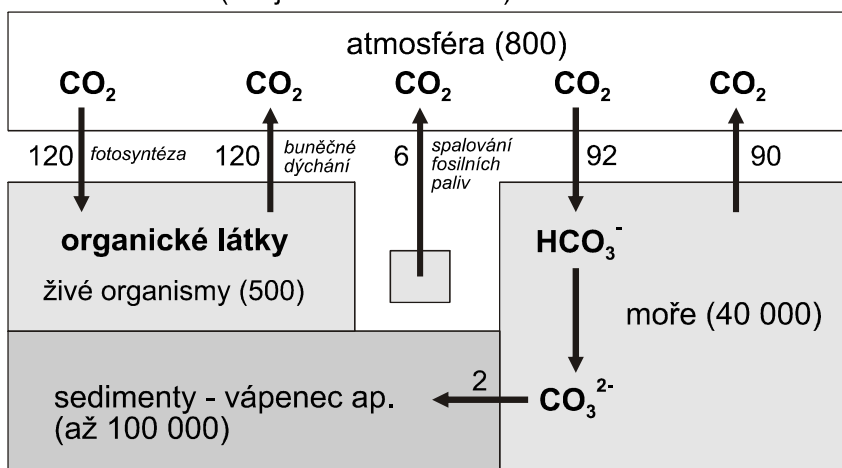 atmosféra (800)
CO₂ CO₂ CO₂ CO₂ CO₂
120 fotosyntéza 120 buněčné dýchání 6 spalování fosilních paliv 92 90
organické látky
živé organismy (500)
HCO₃⁻
moře (40 000)
sedimenty - vápenec ap.
(až 100 000)
2
CO₃²⁻